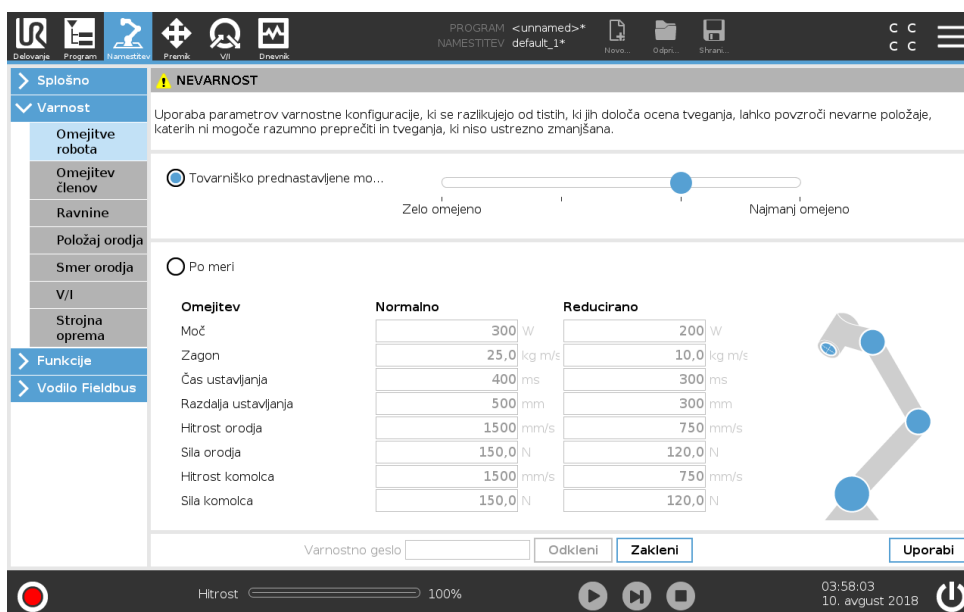 PROGRAM <unnamed>*
NAMESTITEV default_1*
Delovanje Program Namestitev Premik V/I Dnevnik Novo... Odpri... Shrani...
C C
C C
Splošno
Varnost
Omejitve robota
Omejitev členov
Ravnine
Položaj orodja
Smer orodja
V/I
Strojna oprema
Funkcije
Vodilo Fieldbus
NEVARNOST
Uporaba parametrov varnostne konfiguracije, ki se razlikujejo od tistih, ki jih določa ocena tveganja, lahko povzroči nevarne položaje,
katerih ni mogoče razumno preprečiti in tveganja, ki niso ustrezno zmanjšana.
Tovarniško prednastavljene mo...
Zelo omejeno Najmanj omejeno
Po meri
Omejitev Normalno Reducirano
Moč 300 W 200 W
Zagon 25,0 kg m/s 10,0 kg m/s
Čas ustavljanja 400 ms 300 ms
Razdalja ustavljanja 500 mm 300 mm
Hitrost orodja 1500 mm/s 750 mm/s
Sila orodja 150,0 N 120,0 N
Hitrost komolca 1500 mm/s 750 mm/s
Sila komolca 150,0 N 120,0 N
Varnostno geslo Odkleni Zakleni Uporabi
Hitrost 100%
03:58:03
10. avgust 2018